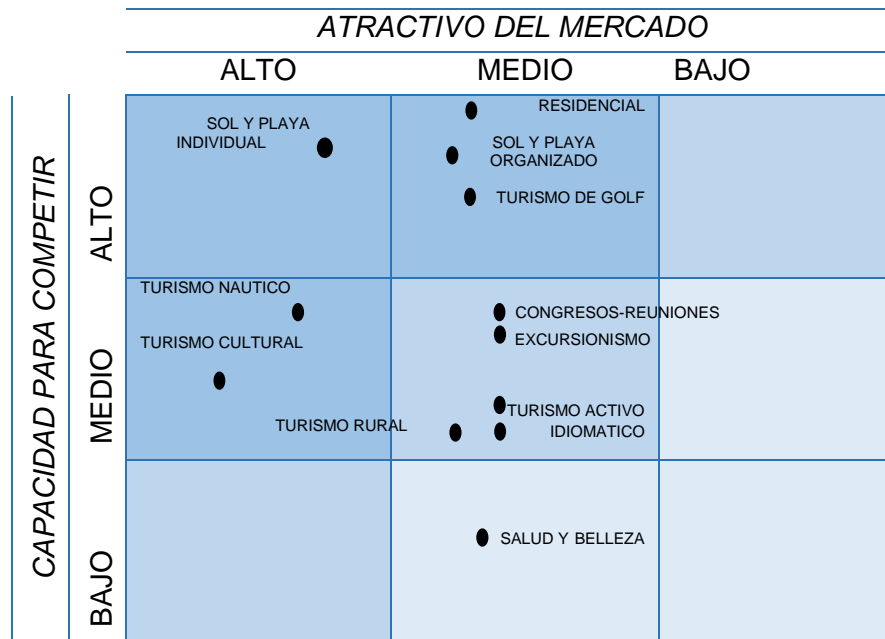 ATRACTIVO DEL MERCADO
ALTO MEDIO BAJO
CAPACIDAD PARA COMPETIR
ALTO
SOL Y PLAYA
INDIVIDUAL
RESIDENCIAL
SOL Y PLAYA
ORGANIZADO
TURISMO DE GOLF
MEDIO
TURISMO NAUTICO
TURISMO CULTURAL
TURISMO RURAL
CONGRESOS-REUNIONES
EXCURSIONISMO
TURISMO ACTIVO
IDIOMATICO
BAJO
SALUD Y BELLEZA